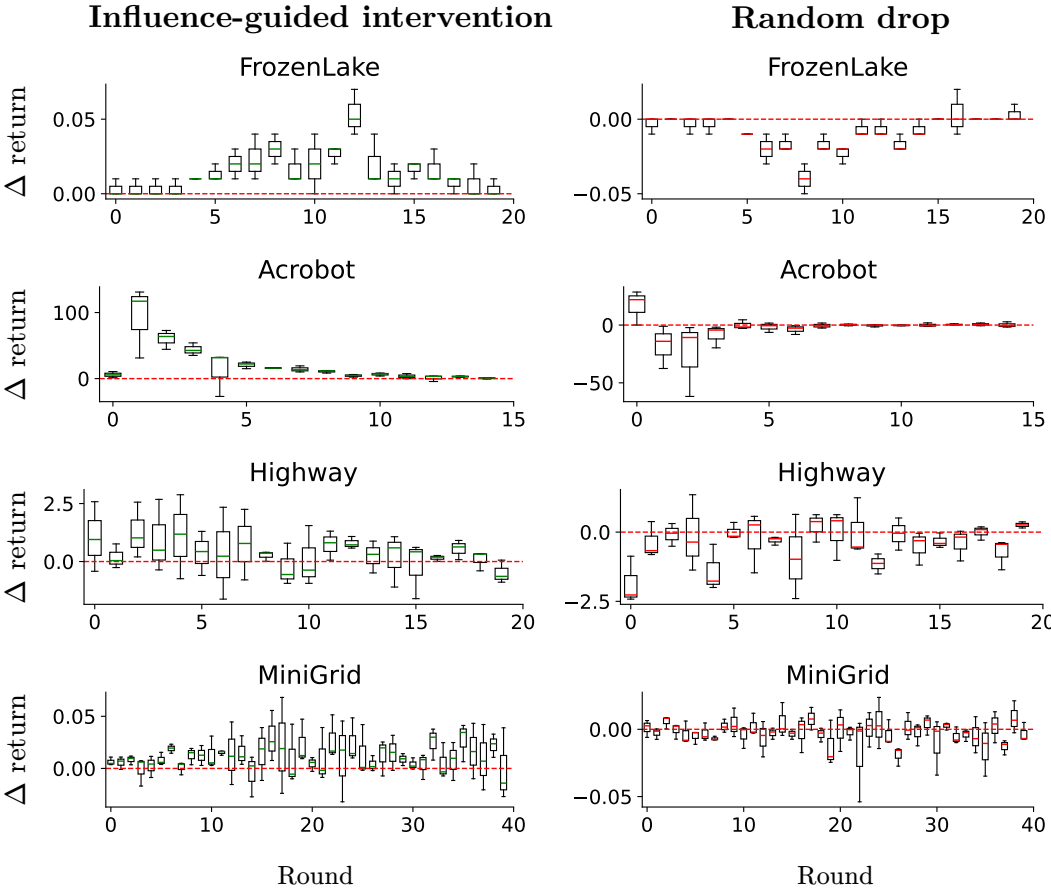 Influence-guided intervention
Random drop
FrozenLake
Δ return
0.05
0.00
0 5 10 15 20
FrozenLake
0.00
−0.05
0 5 10 15 20
Acrobot
Δ return
100
0
0 5 10 15
Acrobot
0
−50
0 5 10 15
Highway
Δ return
2.5
0.0
0 5 10 15 20
Highway
0.0
−2.5
0 5 10 15 20
MiniGrid
Δ return
0.05
0.00
0 10 20 30 40
Round
MiniGrid
0.00
−0.05
0 10 20 30 40
Round